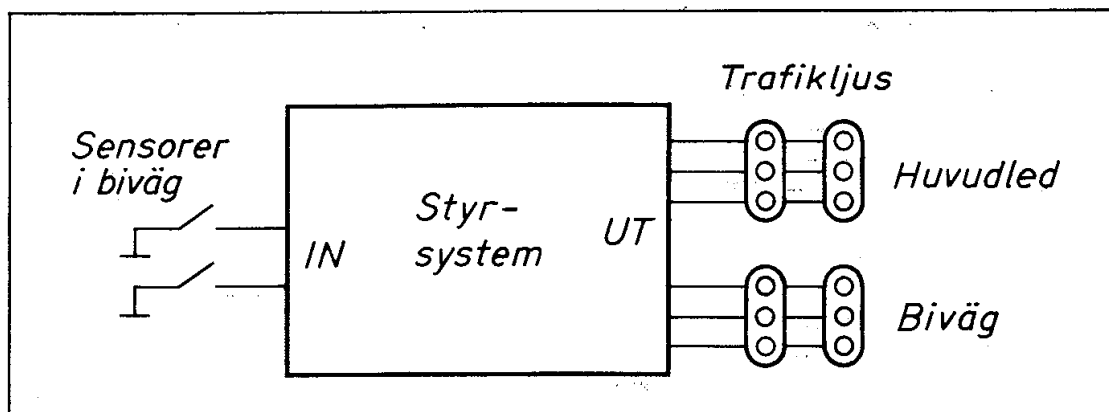 Trafikljus
Sensorer
i biväg
Huvudled
Styr-
system
IN
UT
Biväg